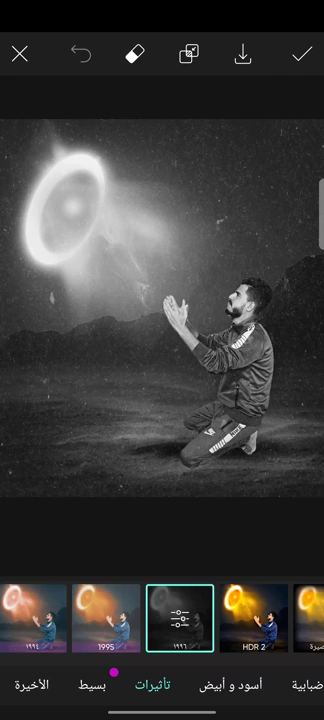 ١٩٩٤
1995
١٩٩٦
HDR 2
الأخيرة
بسيط
تأثيرات
أسود و أبيض
ضبابية